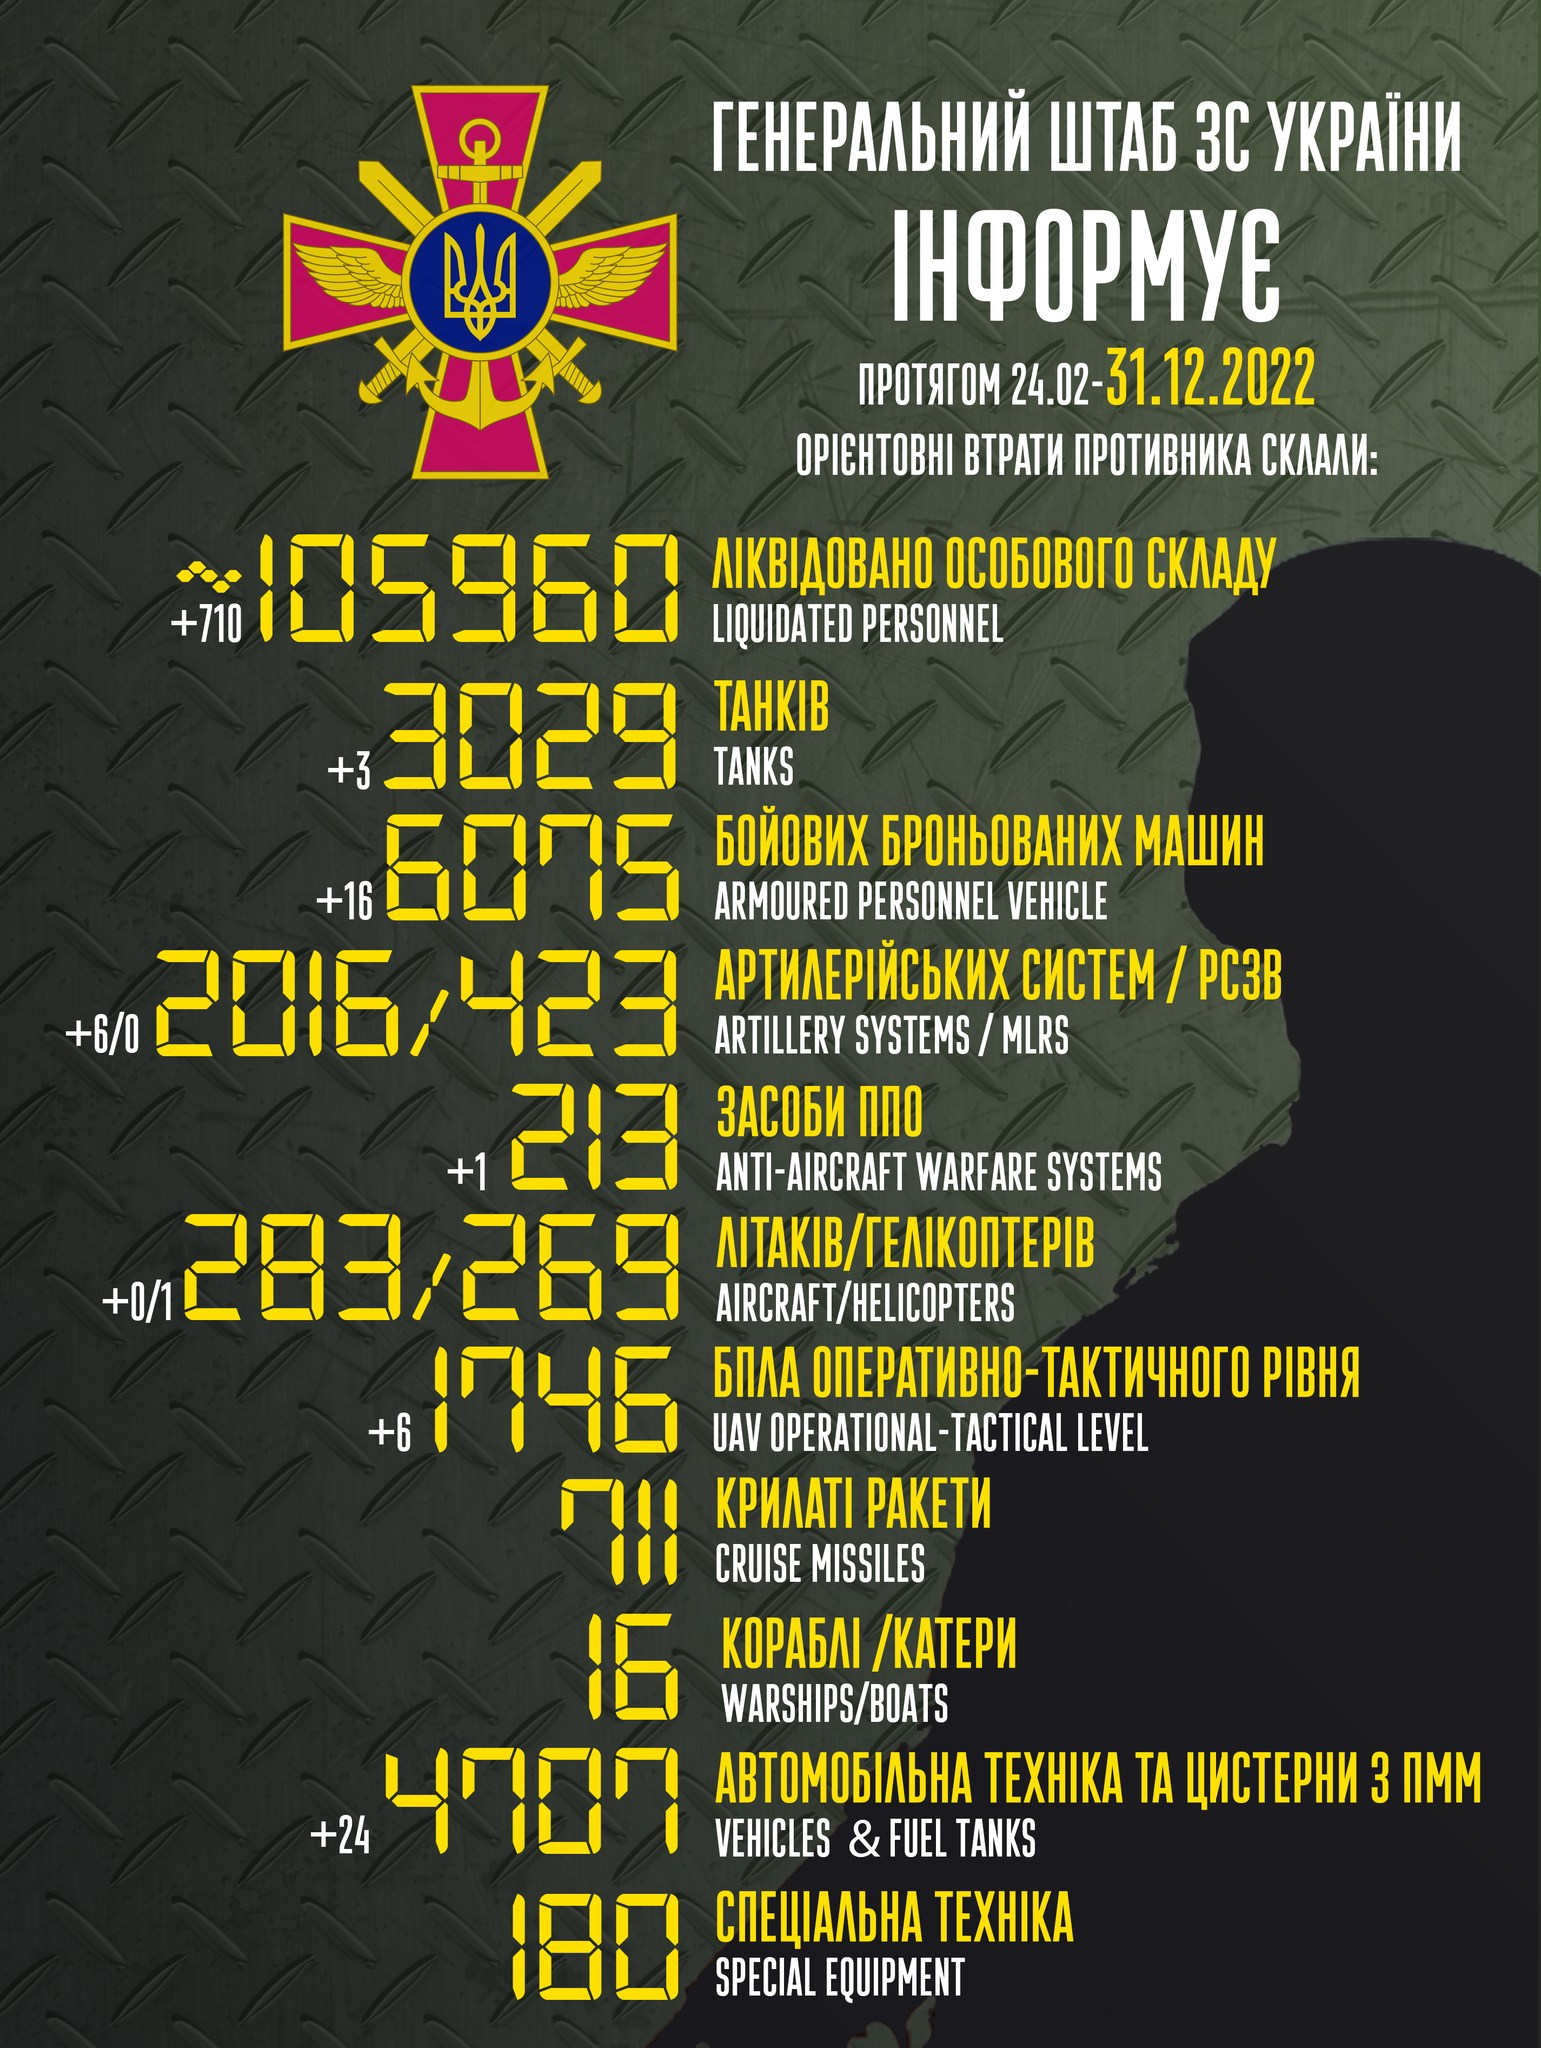 ГЕНЕРАЛЬНИЙ ШТАБ ЗС УКРАЇНИ
ІНФОРМУЄ
ПРОТЯГОМ 24.02-31.12.2022
ОРІЄНТОВНІ ВТРАТИ ПРОТИВНИКА СКЛАЛИ:
~105960 ЛІКВІДОВАНО ОСОБОВОГО СКЛАДУ
+710 LIQUIDATED PERSONNEL
3029 ТАНКІВ
+3 TANKS
6075 БОЙОВИХ БРОНЬОВАНИХ МАШИН
+16 ARMOURED PERSONNEL VEHICLE
2016/423 АРТИЛЕРІЙСЬКИХ СИСТЕМ / РСЗВ
+6/0 ARTILLERY SYSTEMS / MLRS
213 ЗАСОБИ ППО
+1 ANTI-AIRCRAFT WARFARE SYSTEMS
283/269 ЛІТАКІВ/ГЕЛІКОПТЕРІВ
+0/1 AIRCRAFT/HELICOPTERS
1746 БПЛА ОПЕРАТИВНО-ТАКТИЧНОГО РІВНЯ
+6 UAV OPERATIONAL-TACTICAL LEVEL
711 КРИЛАТІ РАКЕТИ
CRUISE MISSILES
16 КОРАБЛІ /КАТЕРИ
WARSHIPS/BOATS
4707 АВТОМОБІЛЬНА ТЕХНІКА ТА ЦИСТЕРНИ З ПММ
+24 VEHICLES & FUEL TANKS
180 СПЕЦІАЛЬНА ТЕХНІКА
SPECIAL EQUIPMENT